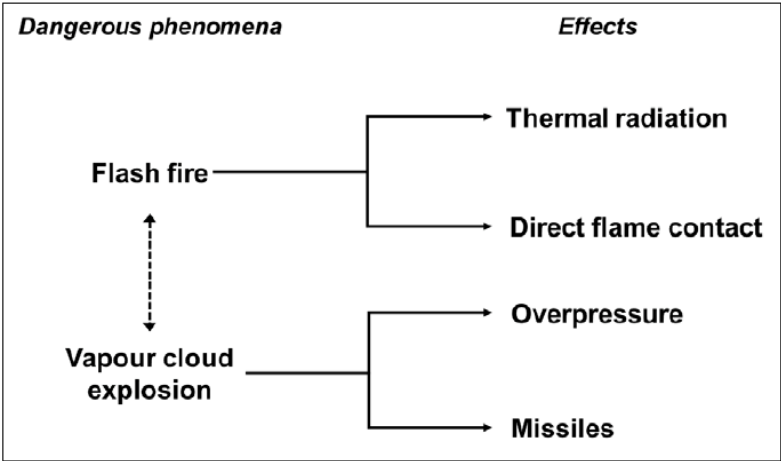 Dangerous phenomena
Effects
Thermal radiation
Flash fire
Direct flame contact
Overpressure
Vapour cloud
explosion
Missiles